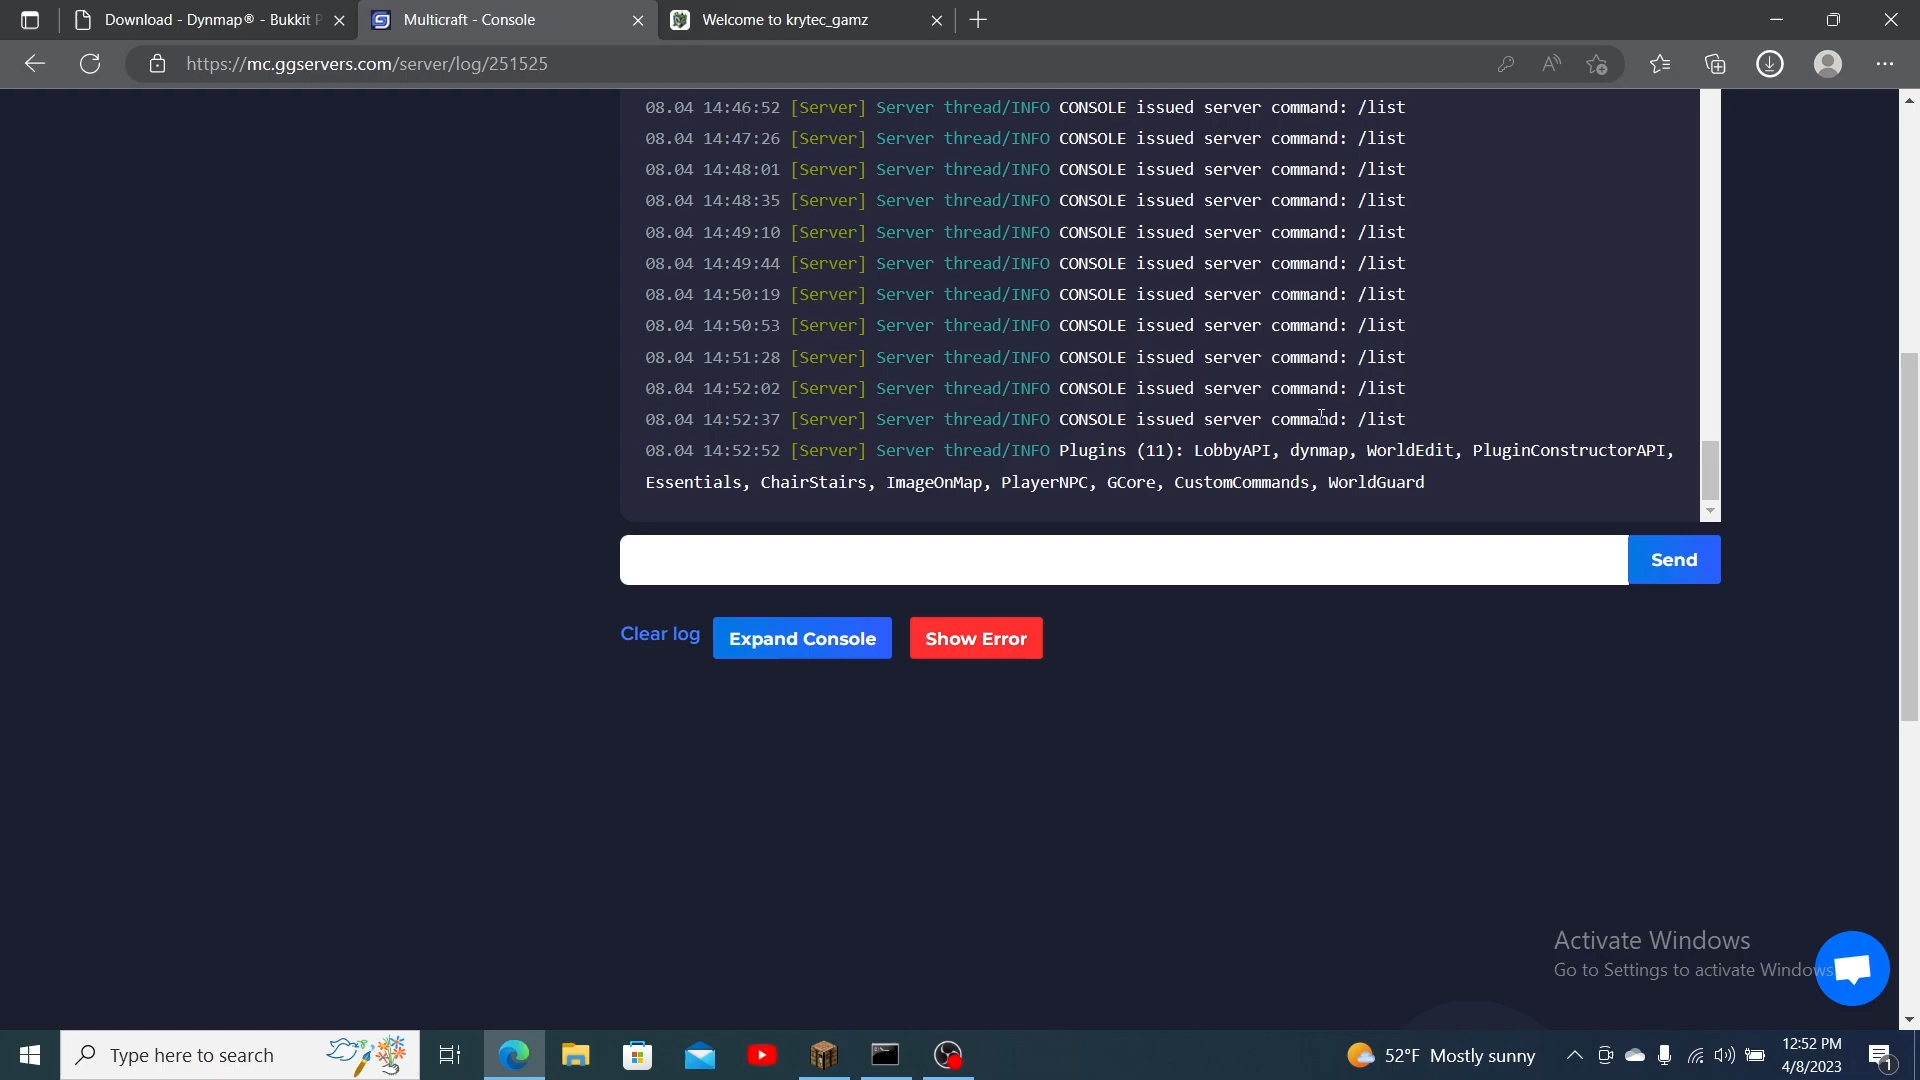 Download - Dynmap® - Bukkit P
Multicraft - Console
Welcome to krytec_gamz
https://mc.ggservers.com/server/log/251525
08.04 14:46:52 [Server] Server thread/INFO CONSOLE issued server command: /list
08.04 14:47:26 [Server] Server thread/INFO CONSOLE issued server command: /list
08.04 14:48:01 [Server] Server thread/INFO CONSOLE issued server command: /list
08.04 14:48:35 [Server] Server thread/INFO CONSOLE issued server command: /list
08.04 14:49:10 [Server] Server thread/INFO CONSOLE issued server command: /list
08.04 14:49:44 [Server] Server thread/INFO CONSOLE issued server command: /list
08.04 14:50:19 [Server] Server thread/INFO CONSOLE issued server command: /list
08.04 14:50:53 [Server] Server thread/INFO CONSOLE issued server command: /list
08.04 14:51:28 [Server] Server thread/INFO CONSOLE issued server command: /list
08.04 14:52:02 [Server] Server thread/INFO CONSOLE issued server command: /list
08.04 14:52:37 [Server] Server thread/INFO CONSOLE issued server command: /list
08.04 14:52:52 [Server] Server thread/INFO Plugins (11): LobbyAPI, dynmap, WorldEdit, PluginConstructorAPI,
Essentials, ChairStairs, ImageOnMap, PlayerNPC, GCore, CustomCommands, WorldGuard
Send
Clear log
Expand Console
Show Error
Activate Windows
Go to Settings to activate Windows
Type here to search
52°F Mostly sunny
12:52 PM
4/8/2023
1